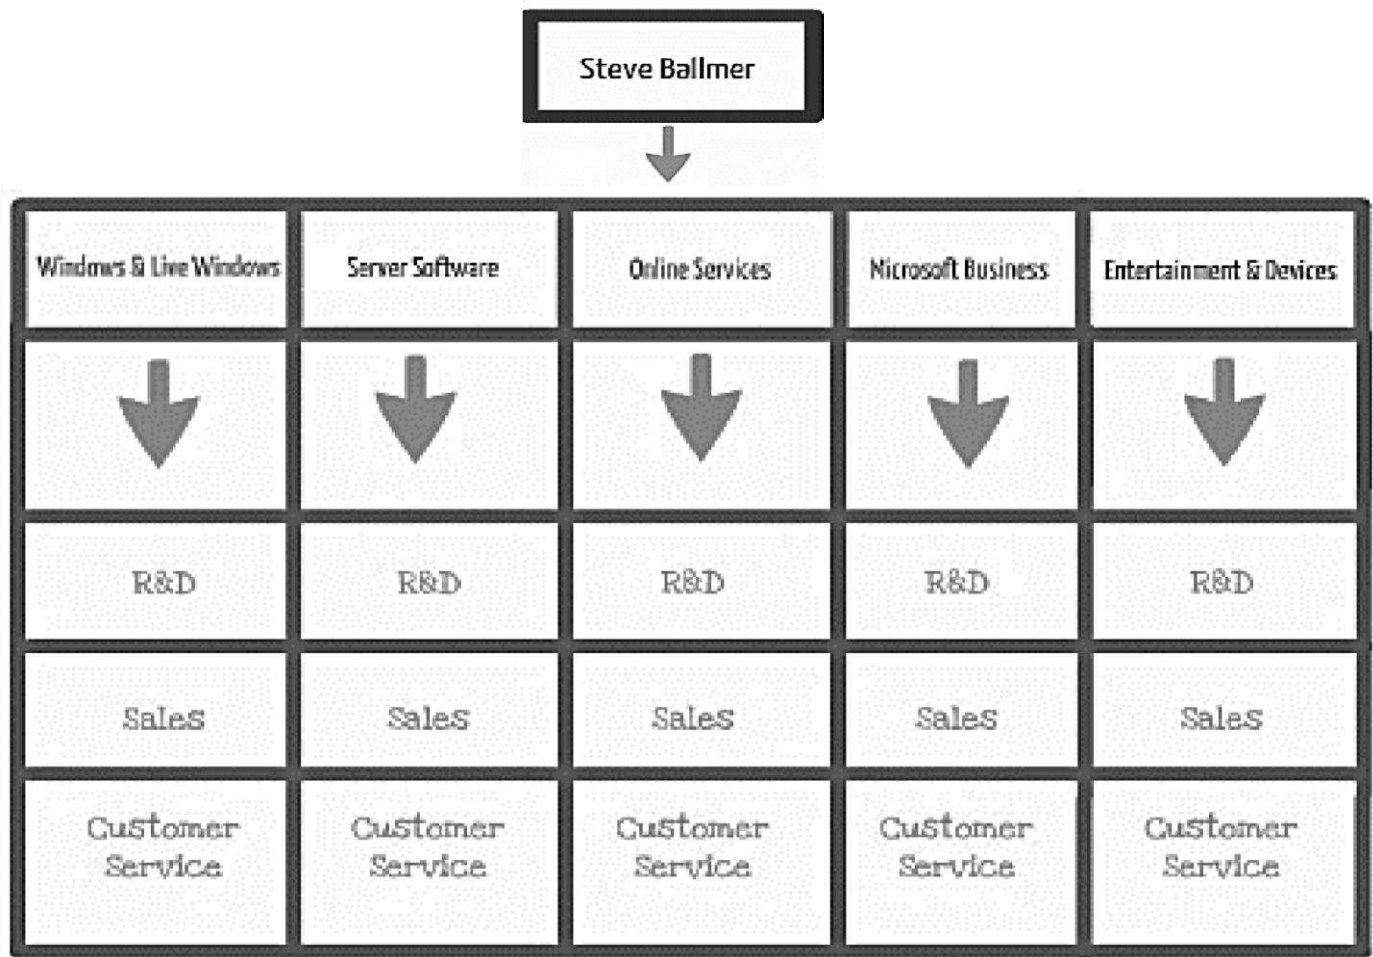 Steve Ballmer
Windows & Live Windows
Server Software
Online Services
Microsoft Business
Entertainment & Devices
R&D
R&D
R&D
R&D
R&D
Sales
Sales
Sales
Sales
Sales
Customer
Service
Customer
Service
Customer
Service
Customer
Service
Customer
Service